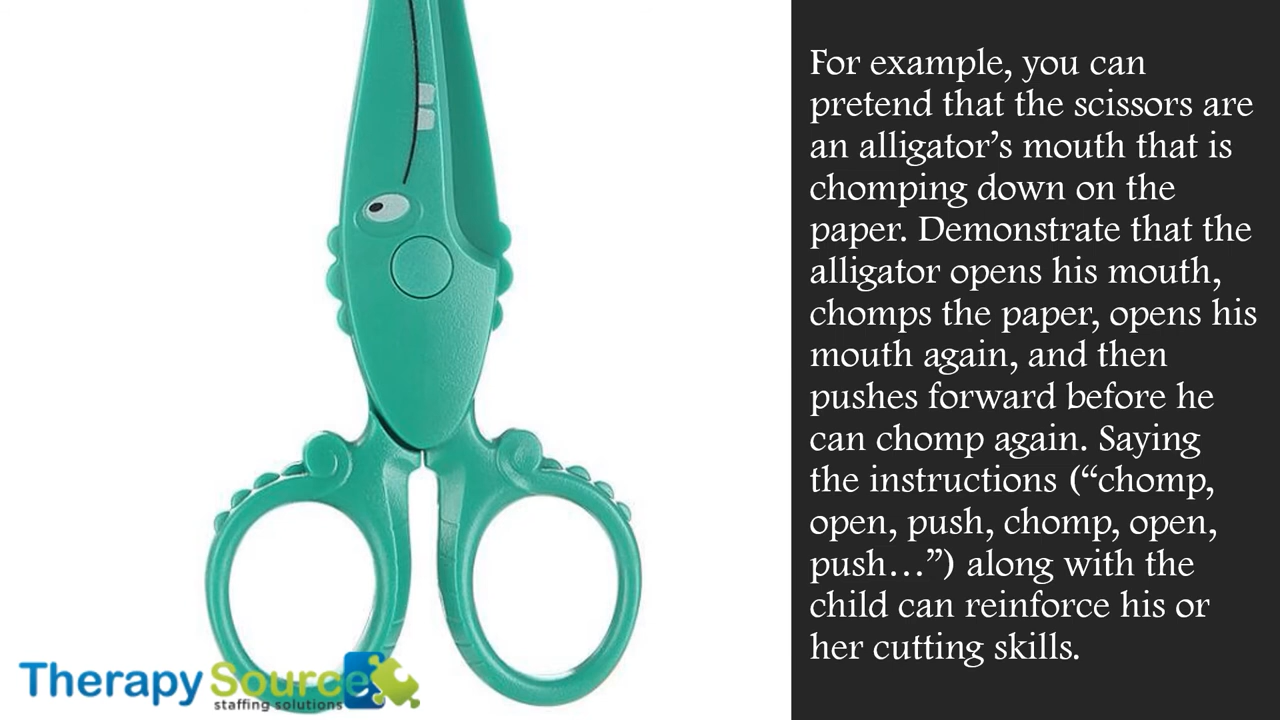 For example, you can
pretend that the scissors are
an alligator’s mouth that is
chomping down on the
paper. Demonstrate that the
alligator opens his mouth,
chomps the paper, opens his
mouth again, and then
pushes forward before he
can chomp again. Saying
the instructions (“chomp,
open, push, chomp, open,
push…”) along with the
child can reinforce his or
her cutting skills.
Therapy Source
staffing solutions